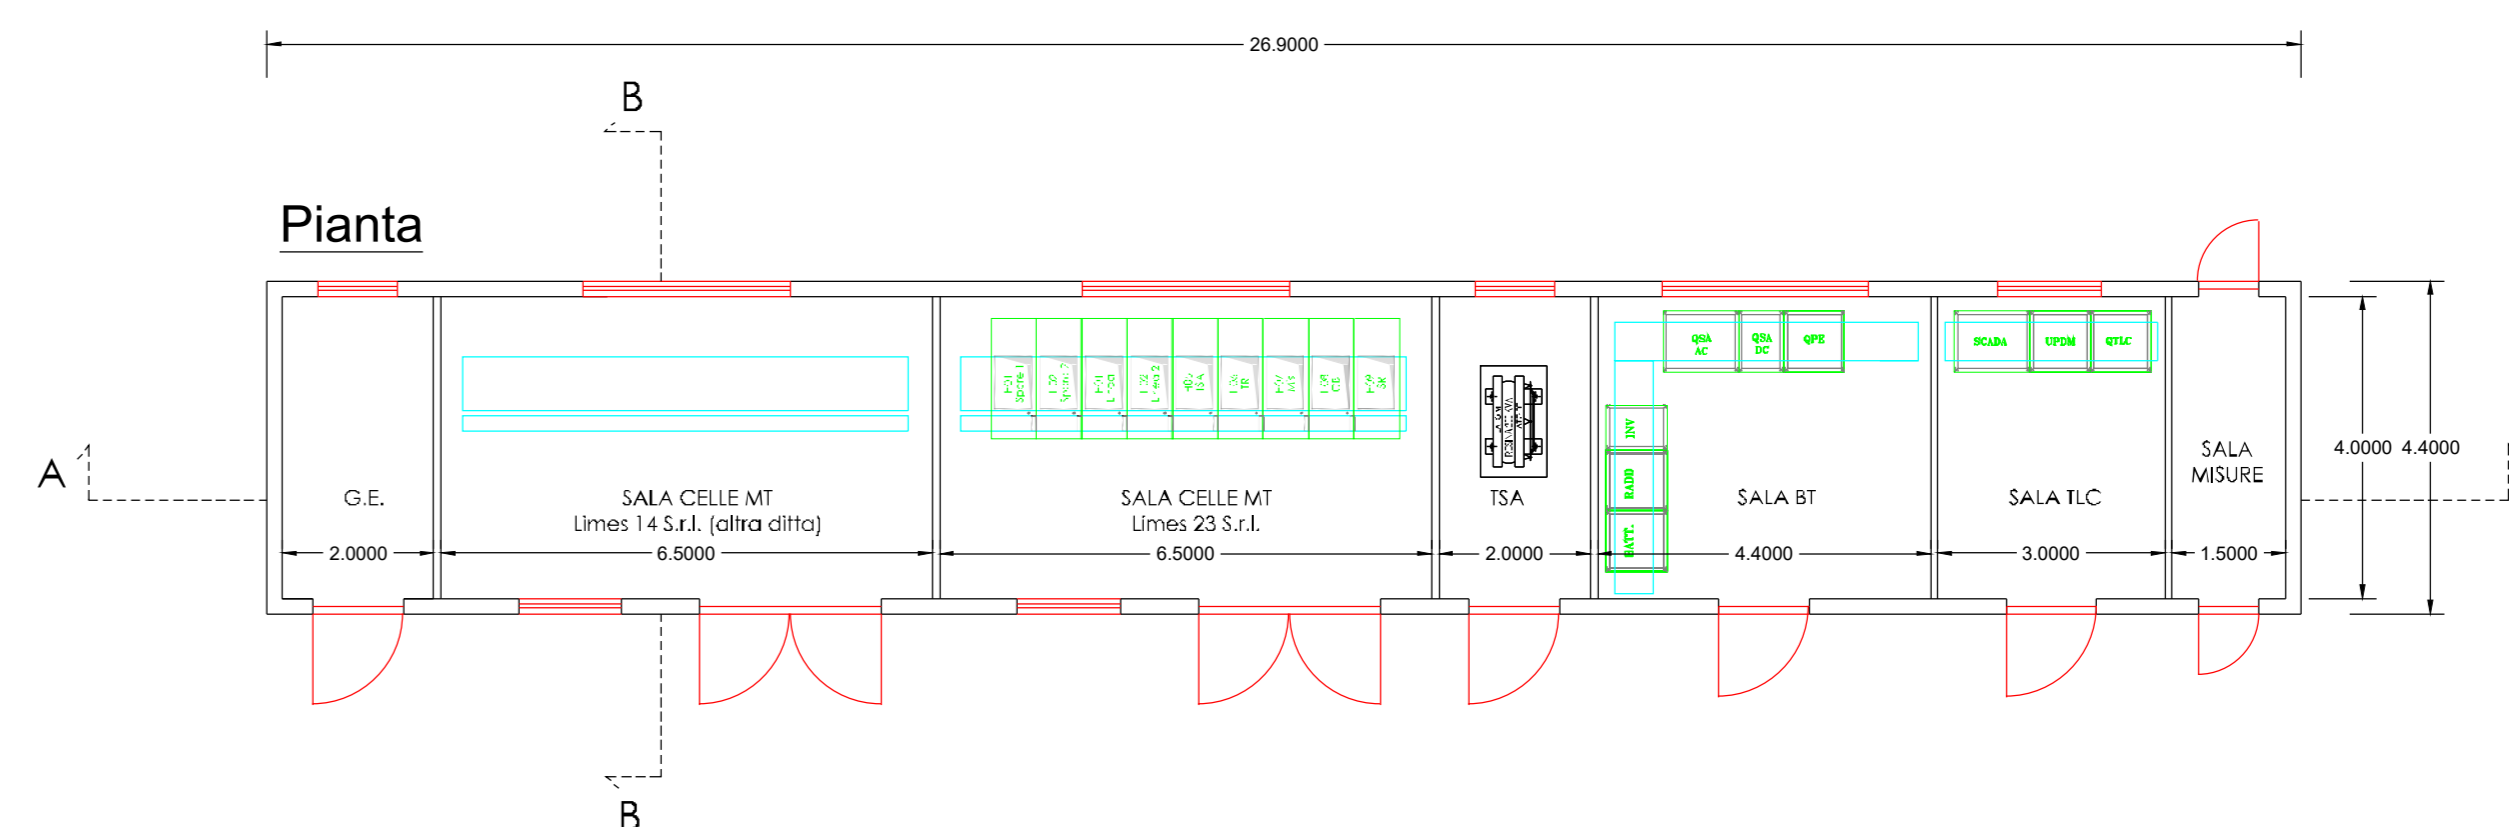 26.9000
B
Pianta
QSA
AC
QSA
DC
QPE
SCADA
UPDM
QTLC
INV
RADD
BATT.
A
4.0000
4.4000
G.E.
SALA CELLE MT
Limes 14 S.r.l. (altra ditta)
SALA CELLE MT
Limes 23 S.r.l.
TSA
SALA BT
SALA TLC
SALA
MISURE
2.0000
6.5000
6.5000
2.0000
4.4000
3.0000
1.5000
B